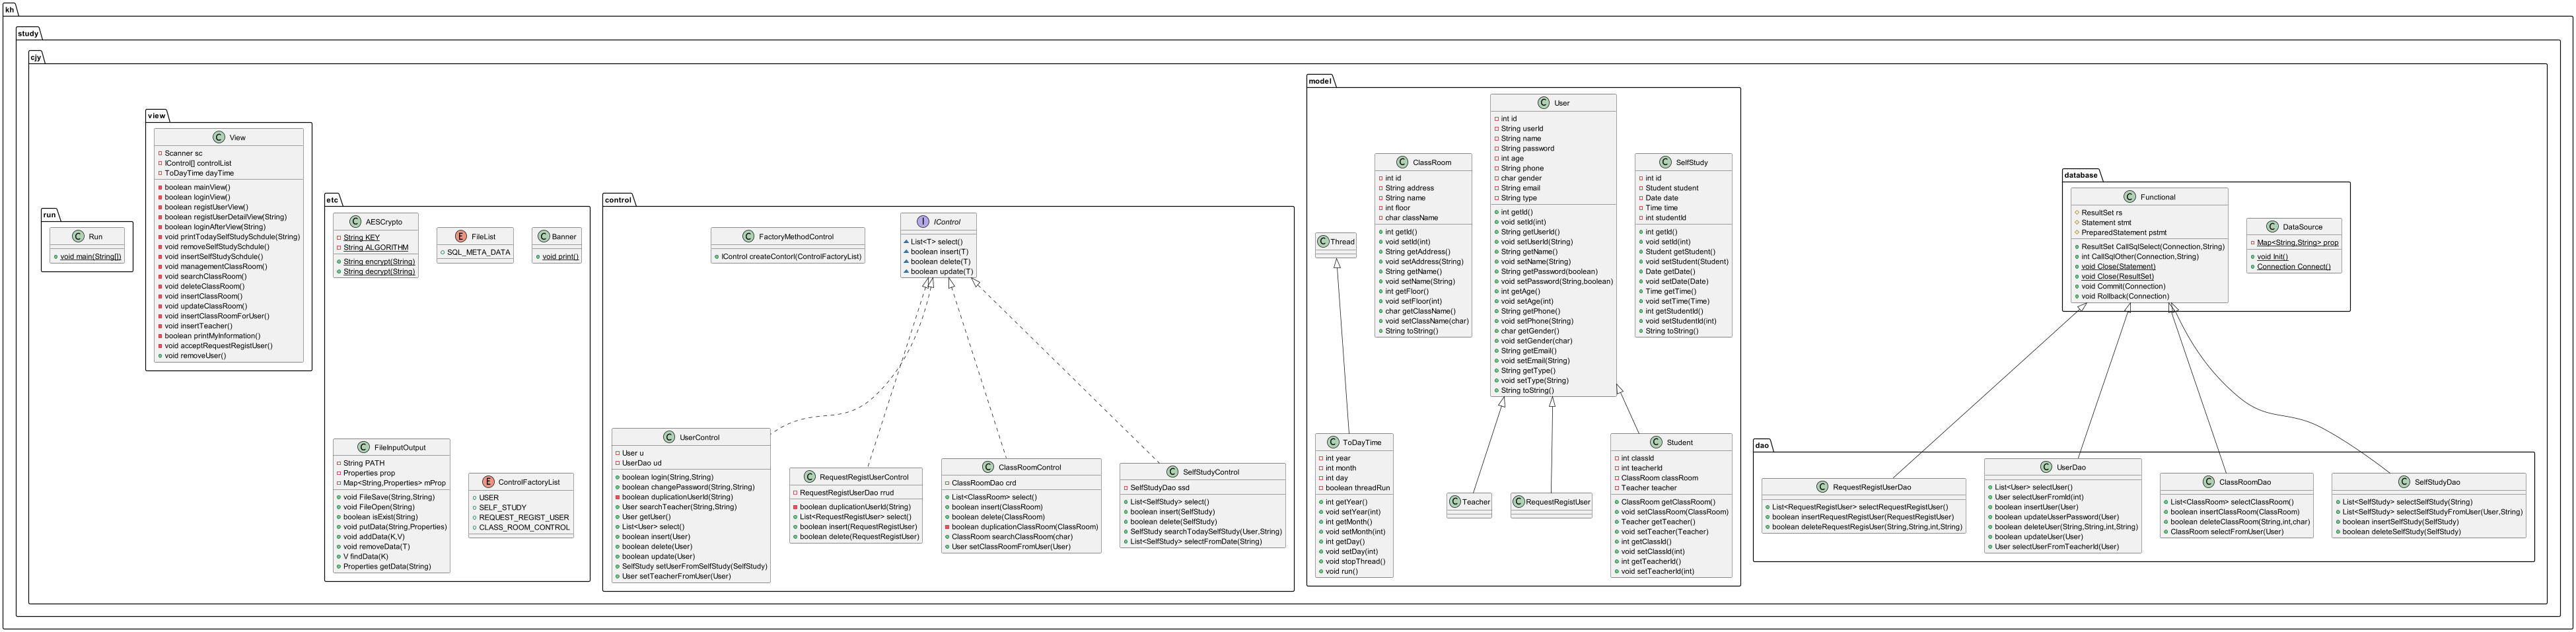 kh
study
cjy
run
Run
void main(String[])
view
View
Scanner sc
IControl[] controlList
ToDayTime dayTime
boolean mainView()
boolean loginView()
boolean registUserView()
boolean registUserDetailView(String)
boolean loginAfterView(String)
void printTodaySelfStudySchdule(String)
void removeSelfStudySchdule()
void insertSelfStudySchdule()
void managementClassRoom()
void searchClassRoom()
void deleteClassRoom()
void insertClassRoom()
void updateClassRoom()
void insertClassRoomForUser()
void insertTeacher()
boolean printMyInformation()
void acceptRequestRegistUser()
void removeUser()
etc
AESCrypto
String KEY
String ALGORITHM
String encrypt(String)
String decrypt(String)
FileList
SQL_META_DATA
Banner
void print()
FileInputOutput
String PATH
Properties prop
Map<String,Properties> mProp
void FileSave(String,String)
void FileOpen(String)
boolean isExist(String)
void putData(String,Properties)
void addData(K,V)
void removeData(T)
V findData(K)
Properties getData(String)
ControlFactoryList
USER
SELF_STUDY
REQUEST_REGIST_USER
CLASS_ROOM_CONTROL
control
FactoryMethodControl
IControl createContorl(ControlFactoryList)
IControl
List<T> select()
boolean insert(T)
boolean delete(T)
boolean update(T)
UserControl
User u
UserDao ud
boolean login(String,String)
boolean changePassword(String,String)
boolean duplicationUserId(String)
User searchTeacher(String,String)
User getUser()
List<User> select()
boolean insert(User)
boolean delete(User)
boolean update(User)
SelfStudy setUserFromSelfStudy(SelfStudy)
User setTeacherFromUser(User)
RequestRegistUserControl
RequestRegistUserDao rrud
boolean duplicationUserId(String)
List<RequestRegistUser> select()
boolean insert(RequestRegistUser)
boolean delete(RequestRegistUser)
ClassRoomControl
ClassRoomDao crd
List<ClassRoom> select()
boolean insert(ClassRoom)
boolean delete(ClassRoom)
boolean duplicationClassRoom(ClassRoom)
ClassRoom searchClassRoom(char)
User setClassRoomFromUser(User)
SelfStudyControl
SelfStudyDao ssd
List<SelfStudy> select()
boolean insert(SelfStudy)
boolean delete(SelfStudy)
SelfStudy searchTodaySelfStudy(User,String)
List<SelfStudy> selectFromDate(String)
model
Thread
ClassRoom
int id
String address
String name
int floor
char className
int getId()
void setId(int)
String getAddress()
void setAddress(String)
String getName()
void setName(String)
int getFloor()
void setFloor(int)
char getClassName()
void setClassName(char)
String toString()
User
int id
String userId
String name
String password
int age
String phone
char gender
String email
String type
int getId()
void setId(int)
String getUserId()
void setUserId(String)
String getName()
void setName(String)
String getPassword(boolean)
void setPassword(String,boolean)
int getAge()
void setAge(int)
String getPhone()
void setPhone(String)
char getGender()
void setGender(char)
String getEmail()
void setEmail(String)
String getType()
void setType(String)
String toString()
SelfStudy
int id
Student student
Date date
Time time
int studentId
int getId()
void setId(int)
Student getStudent()
void setStudent(Student)
Date getDate()
void setDate(Date)
Time getTime()
void setTime(Time)
int getStudentId()
void setStudentId(int)
String toString()
ToDayTime
int year
int month
int day
boolean threadRun
int getYear()
void setYear(int)
int getMonth()
void setMonth(int)
int getDay()
void setDay(int)
void stopThread()
void run()
Teacher
RequestRegistUser
Student
int classId
int teacherId
ClassRoom classRoom
Teacher teacher
ClassRoom getClassRoom()
void setClassRoom(ClassRoom)
Teacher getTeacher()
void setTeacher(Teacher)
int getClassId()
void setClassId(int)
int getTeacherId()
void setTeacherId(int)
database
Functional
ResultSet rs
Statement stmt
PreparedStatement pstmt
ResultSet CallSqlSelect(Connection,String)
int CallSqlOther(Connection,String)
void Close(Statement)
void Close(ResultSet)
void Commit(Connection)
void Rollback(Connection)
DataSource
Map<String,String> prop
void Init()
Connection Connect()
dao
RequestRegistUserDao
List<RequestRegistUser> selectRequestRegistUser()
boolean insertRequestRegistUser(RequestRegistUser)
boolean deleteRequestRegisUser(String,String,int,String)
UserDao
List<User> selectUser()
User selectUserFromId(int)
boolean insertUser(User)
boolean updateUserPassword(User)
boolean deleteUser(String,String,int,String)
boolean updateUser(User)
User selectUserFromTeacherId(User)
ClassRoomDao
List<ClassRoom> selectClassRoom()
boolean insertClassRoom(ClassRoom)
boolean deleteClassRoom(String,int,char)
ClassRoom selectFromUser(User)
SelfStudyDao
List<SelfStudy> selectSelfStudy(String)
List<SelfStudy> selectSelfStudyFromUser(User,String)
boolean insertSelfStudy(SelfStudy)
boolean deleteSelfStudy(SelfStudy)